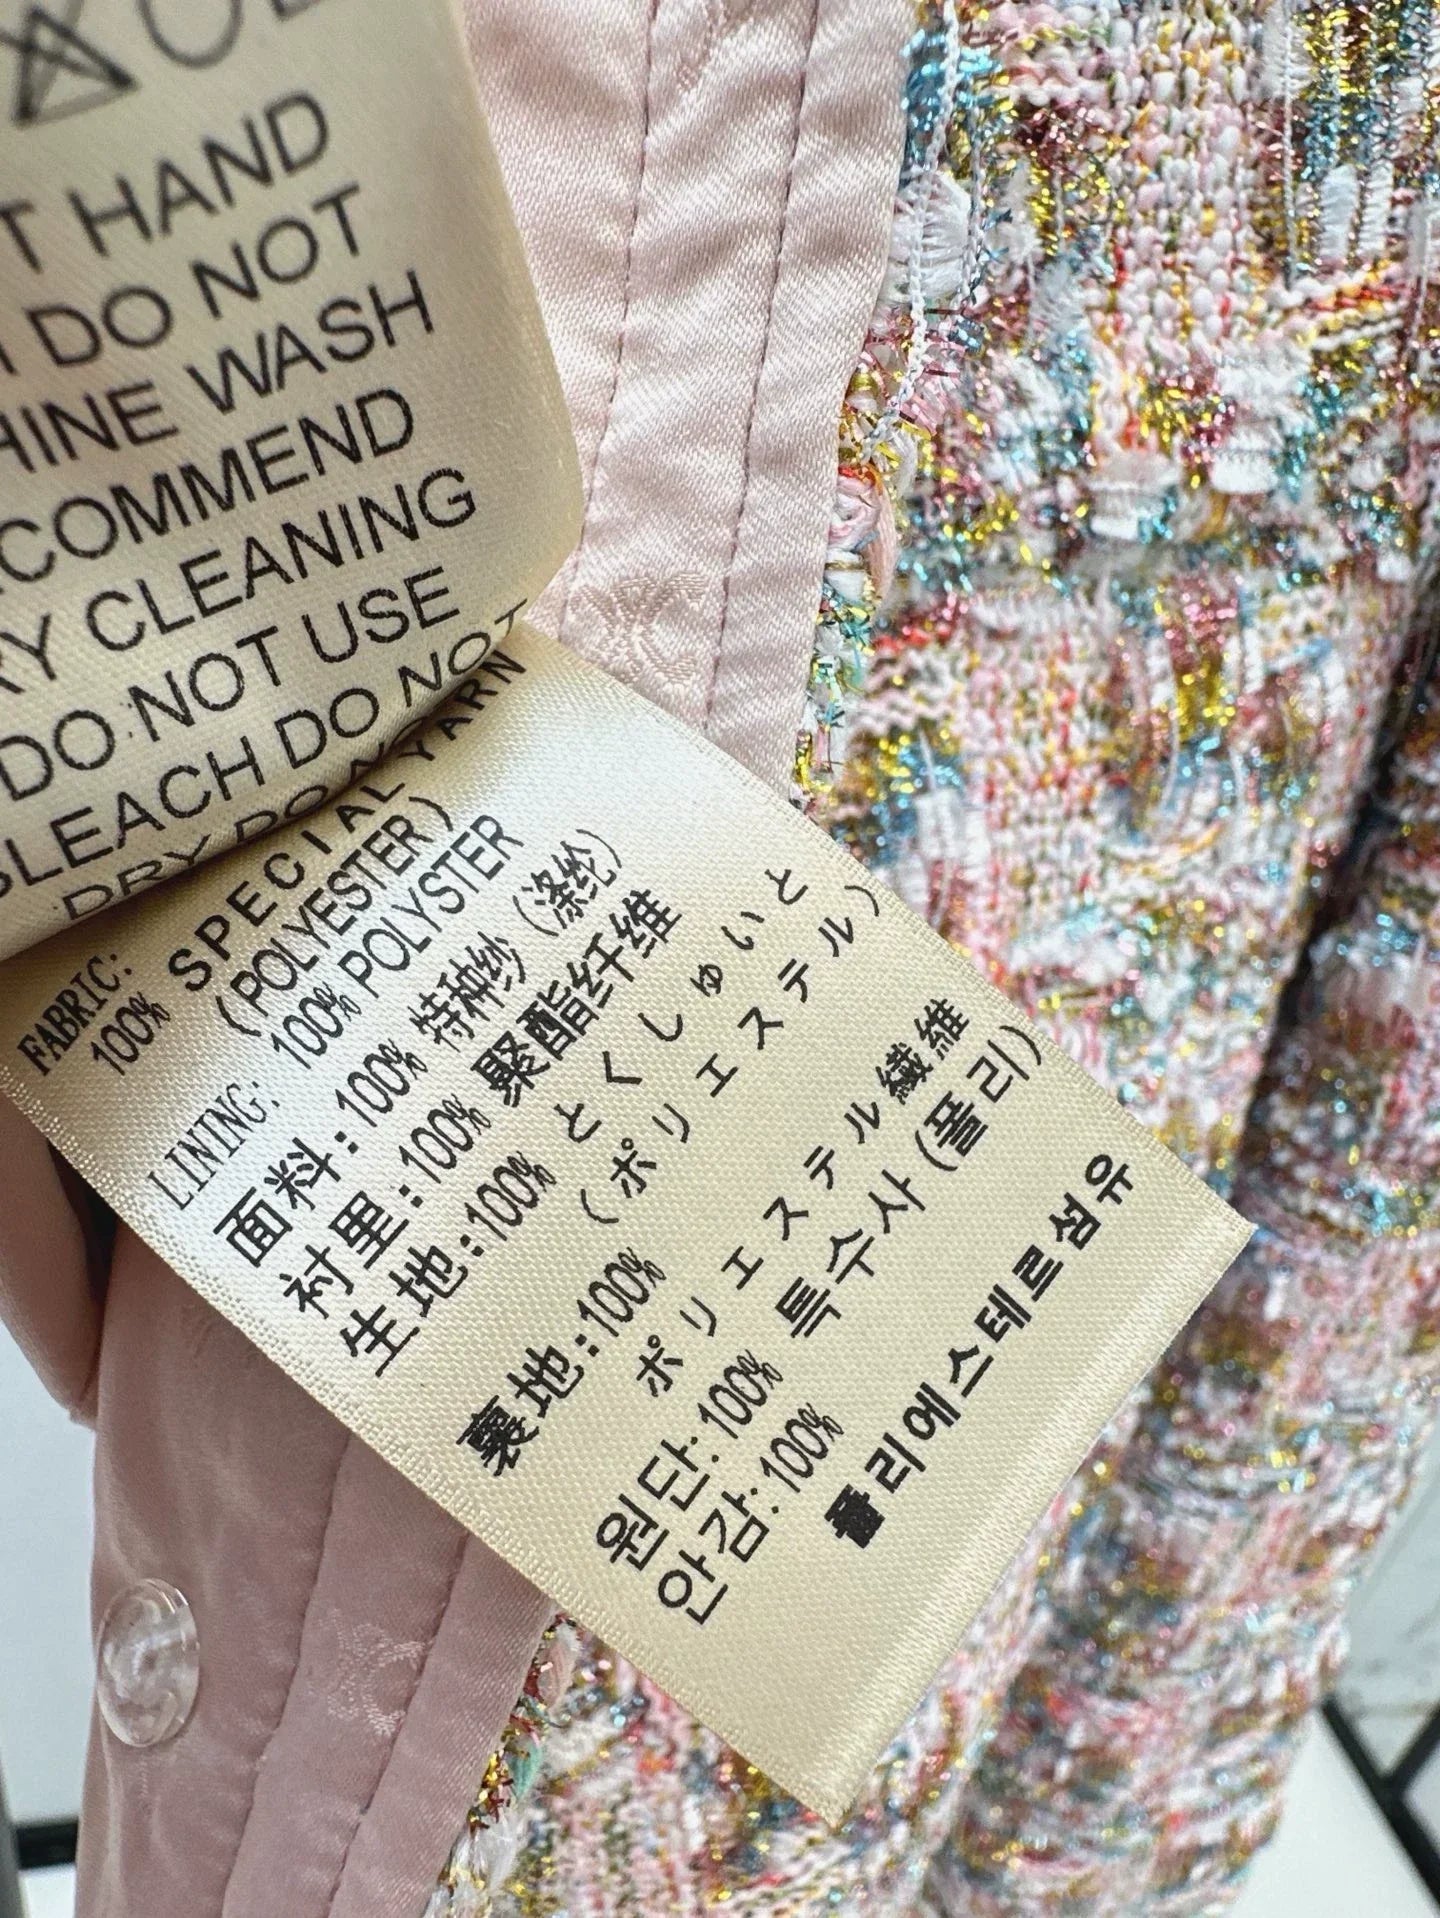 T HAND
DO NOT
HINE WASH
COMMEND
RY CLEANING
DO NOT USE
BLEACH DO NOT
DRY DO
FABRIC:
100% SPECIAL YARN
(POLYESTER)
LINING: 100% POLYSTER
面料:100% 特种纱(涤纶)
衬里:100% 聚酯纤维
生地:100% とくしゅいと
(ポリエステル)
裏地:100%
ポリエステル繊維
원단: 100% 특수사(폴리)
안감: 100%
폴리에스테르섬유